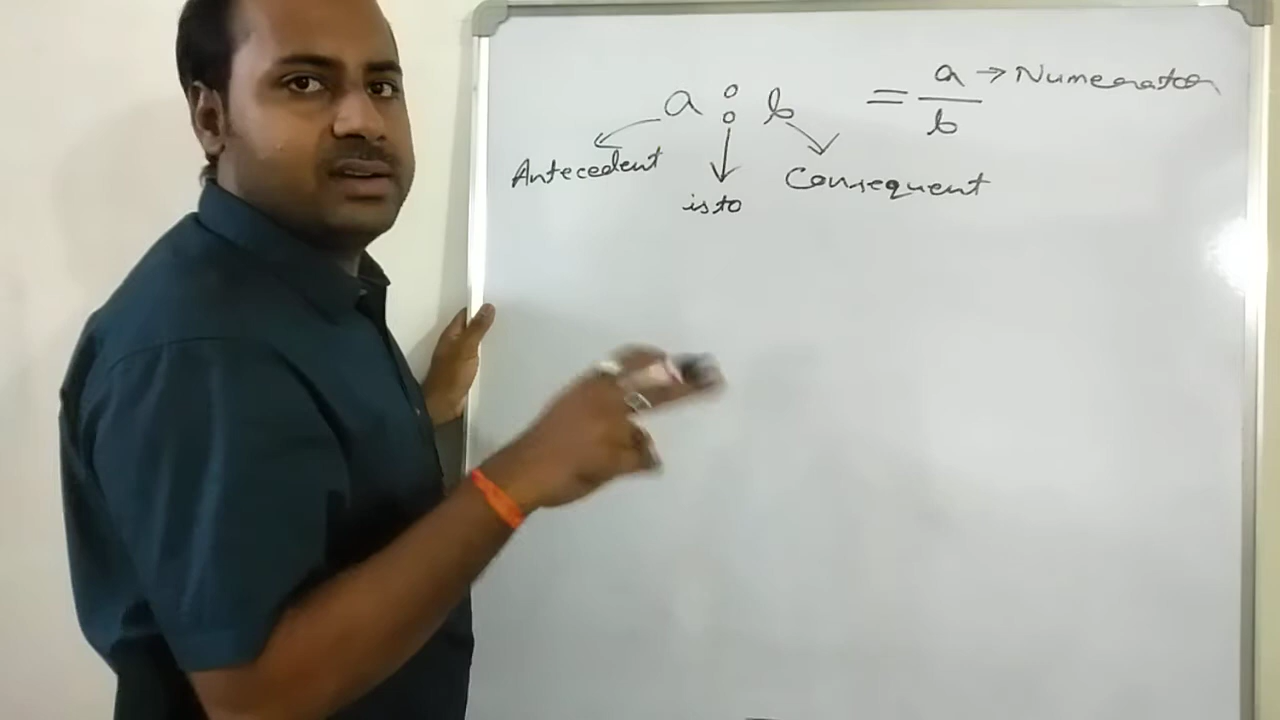 a : b = a/b → Numerator
Antecedent
is to
Consequent